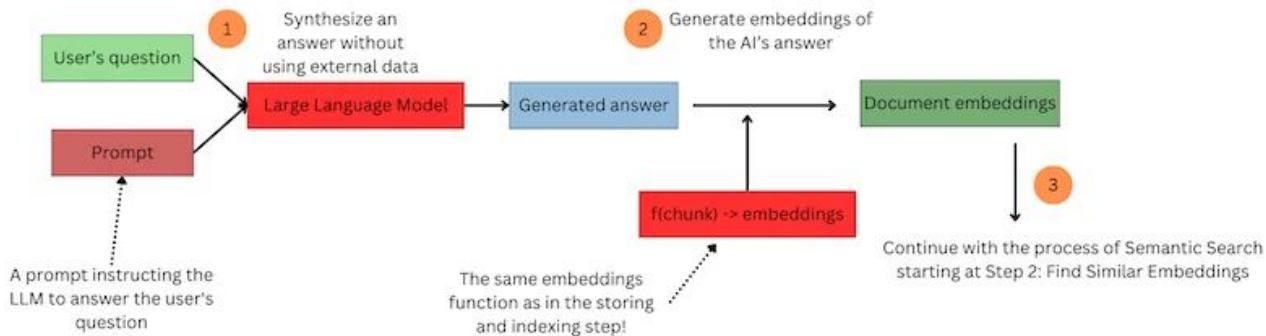 1
Synthesize an
answer without
using external data
2
Generate embeddings of
the AI's answer
User's question
Large Language Model
Generated answer
Document embeddings
Prompt
3
f(chunk) -> embeddings
A prompt instructing the
LLM to answer the user's
question
The same embeddings
function as in the storing
and indexing step!
Continue with the process of Semantic Search
starting at Step 2: Find Similar Embeddings